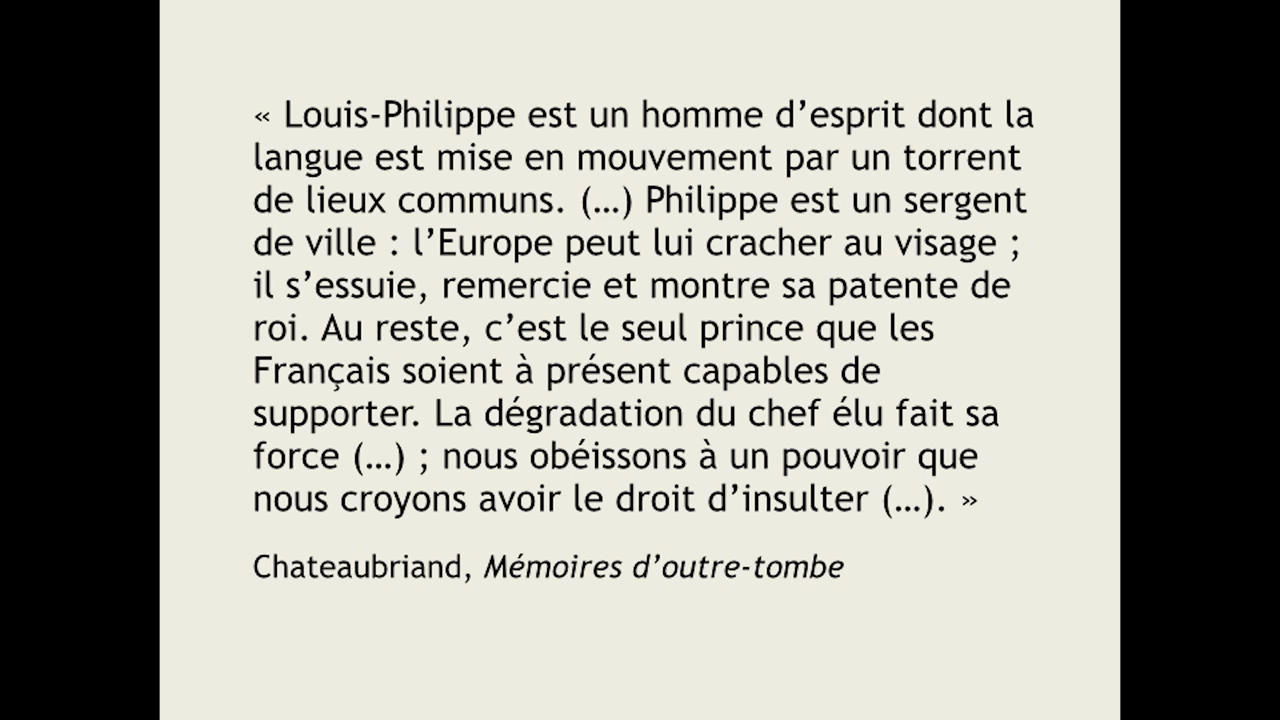 « Louis-Philippe est un homme d’esprit dont la
langue est mise en mouvement par un torrent
de lieux communs. (…) Philippe est un sergent
de ville : l’Europe peut lui cracher au visage ;
il s’essuie, remercie et montre sa patente de
roi. Au reste, c’est le seul prince que les
Français soient à présent capables de
supporter. La dégradation du chef élu fait sa
force (…) ; nous obéissons à un pouvoir que
nous croyons avoir le droit d’insulter (…). »
Chateaubriand, Mémoires d’outre-tombe